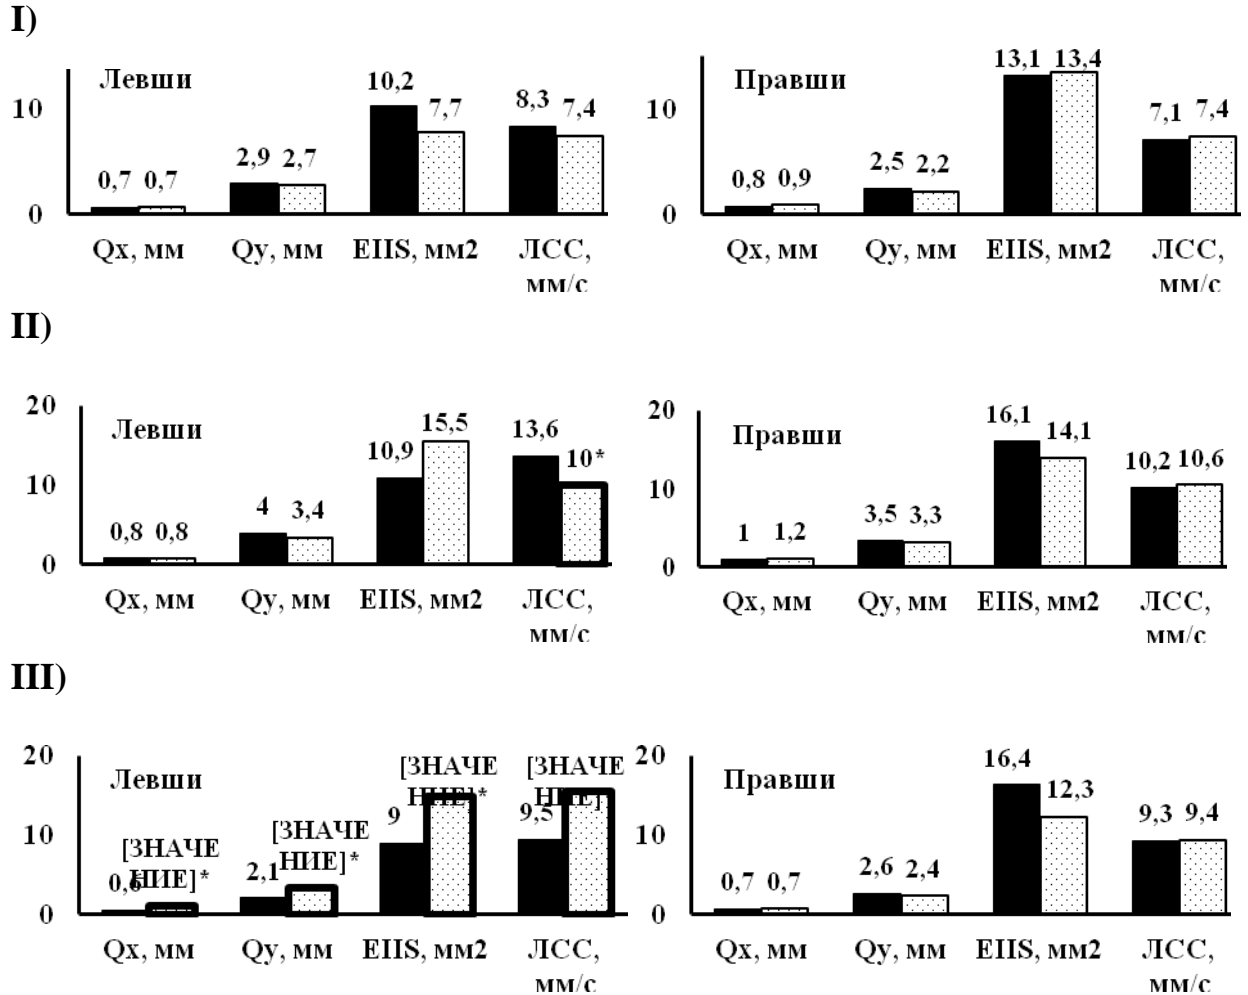 I)
Левши
10
0
0,7 0,7
2,9 2,7
10,2
7,7
8,3
7,4
Qx, мм Qy, мм EIIS, мм2 ЛСС,
мм/с
Правши
10
0
0,8 0,9
2,5 2,2
13,1 13,4
7,1 7,4
Qx, мм Qy, мм EIIS, мм2 ЛСС,
мм/с
II)
Левши
20
10
0
0,8 0,8
4 3,4
10,9
15,5
13,6
10*
Qx, мм Qy, мм EIIS, мм2 ЛСС,
мм/с
Правши
20
10
0
1 1,2
3,5 3,3
16,1
14,1
10,2 10,6
Qx, мм Qy, мм EIIS, мм2 ЛСС,
мм/с
III)
Левши
20
10
0
0,6
[ЗНАЧЕ
НИЕ]*
2,1
[ЗНАЧЕ
НИЕ]*
9
[ЗНАЧЕ
НИЕ]*
9,5
[ЗНАЧЕ
НИЕ]
Qx, мм Qy, мм EIIS, мм2 ЛСС,
мм/с
Правши
20
10
0
0,7 0,7
2,6 2,4
16,4
12,3
9,3 9,4
Qx, мм Qy, мм EIIS, мм2 ЛСС,
мм/с